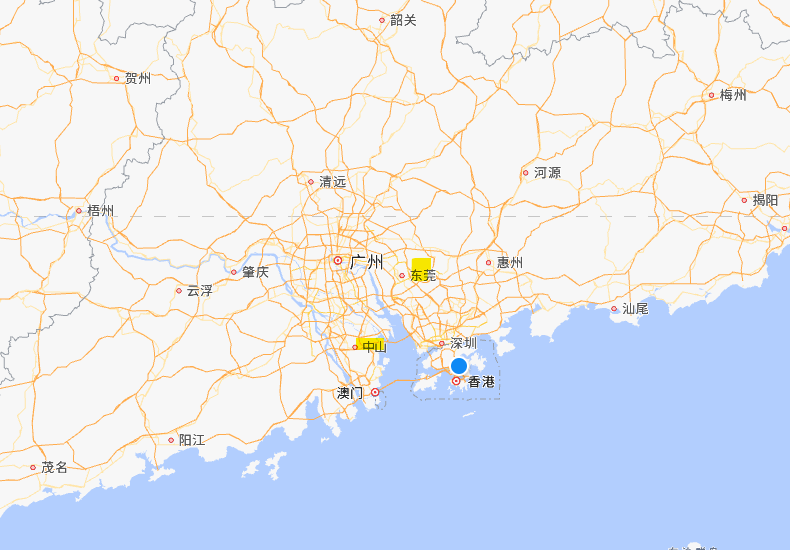 韶关
贺州
梅州
清远
河源
揭阳
梧州
广州
惠州
肇庆
东莞
云浮
汕尾
深圳
中山
香港
澳门
阳江
茂名